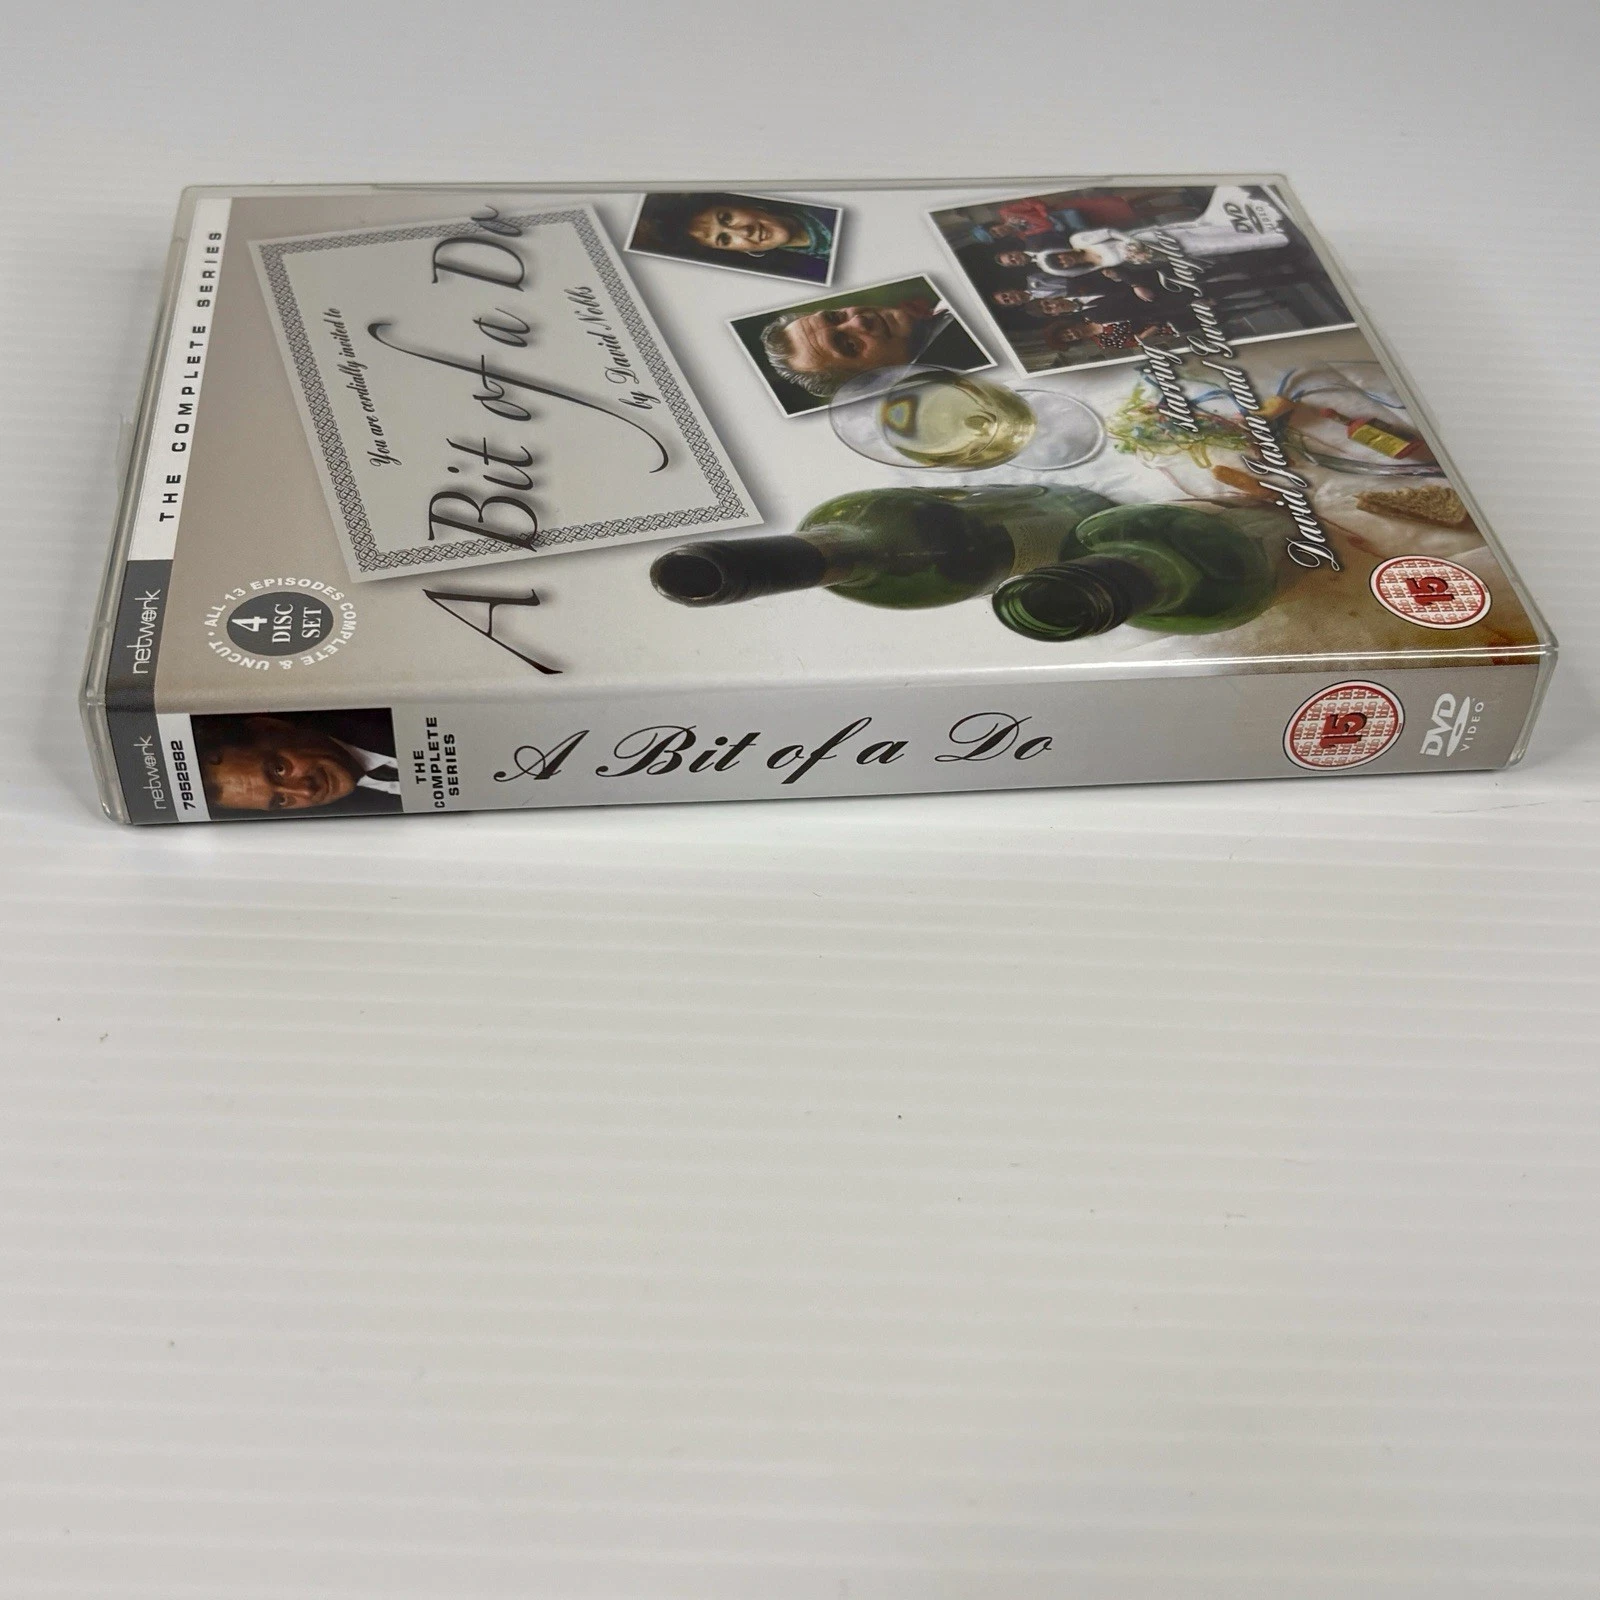 THE COMPLETE SERIES
network
ALL 13 EPISODES COMPLETE & UNCUT •
4
DISC
SET
You are cordially invited to
A Bit of a Do
by David Nobbs
DVD
VIDEO
starring
David Jason and Gwen Taylor
15
network
7952582
THE
COMPLETE
SERIES
A Bit of a Do
15
DVD
VIDEO